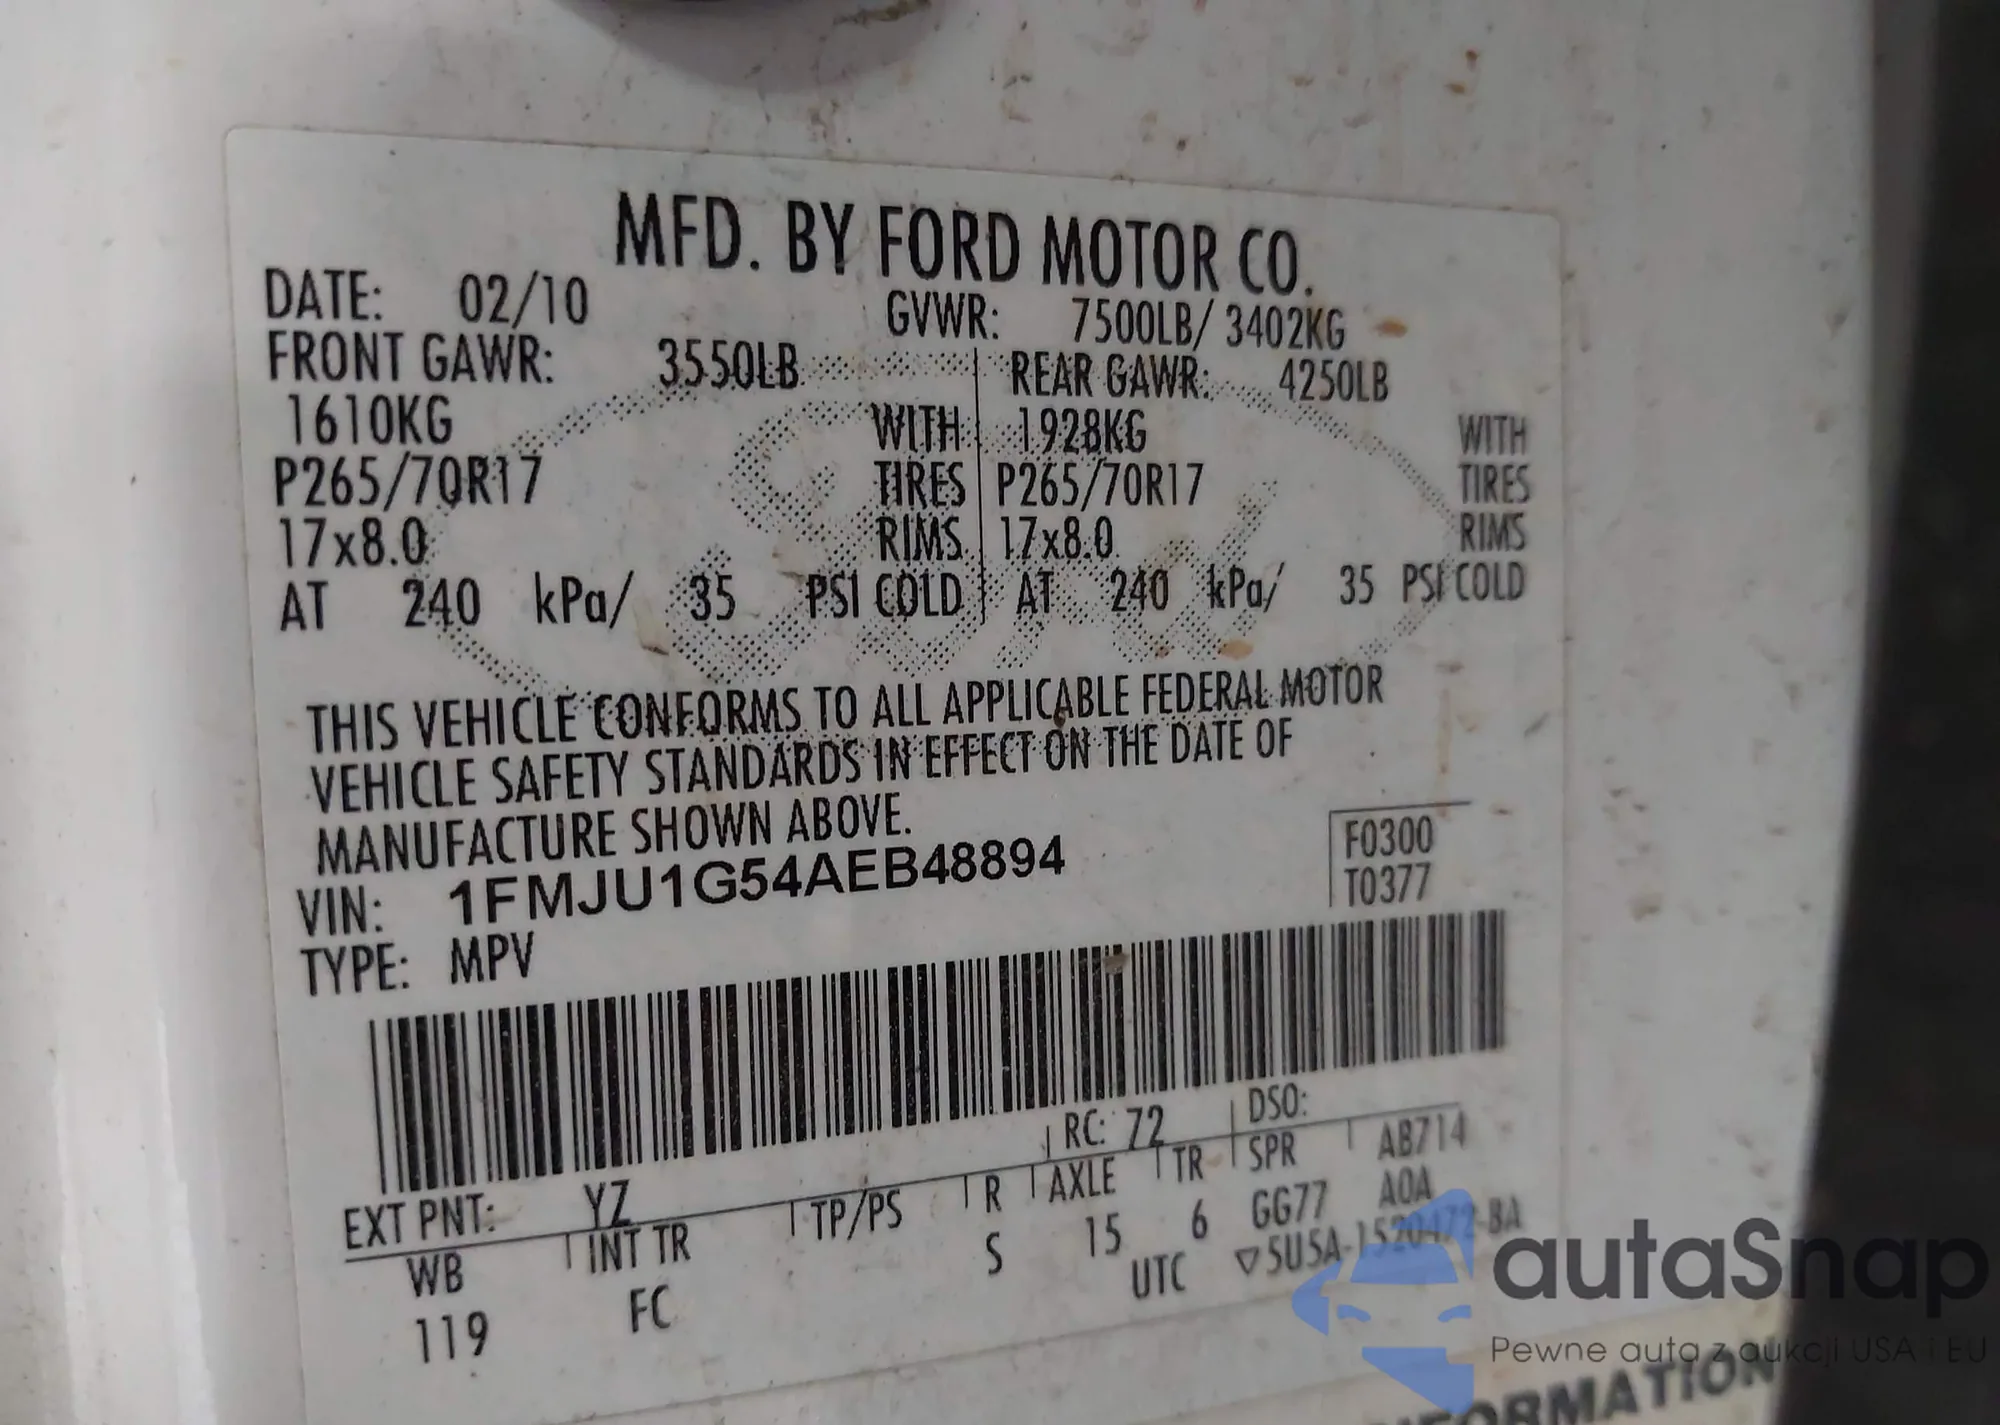 MFD. BY FORD MOTOR CO.
DATE: 02/10 GVWR: 7500LB/ 3402KG
FRONT GAWR: 3550LB REAR GAWR: 4250LB
1610KG WITH 1928KG WITH
P265/70R17 TIRES P265/70R17 TIRES
17x8.0 RIMS 17x8.0 RIMS
AT 240 kPa/ 35 PSI COLD AT 240 kPa/ 35 PSI COLD
THIS VEHICLE CONFORMS TO ALL APPLICABLE FEDERAL MOTOR
VEHICLE SAFETY STANDARDS IN EFFECT ON THE DATE OF
MANUFACTURE SHOWN ABOVE.
F0300
VIN: 1FMJU1G54AEB48894
T0377
TYPE: MPV
RC: 72 DSO:
EXT PNT: YZ
WB INT TR TP/PS R AXLE TR SPR AB714
119 FC S 15 6 GG77 A0A
UTC ▽5U5A-1520472-BA
autaSnap
Pewne auta z aukcji USA i EU